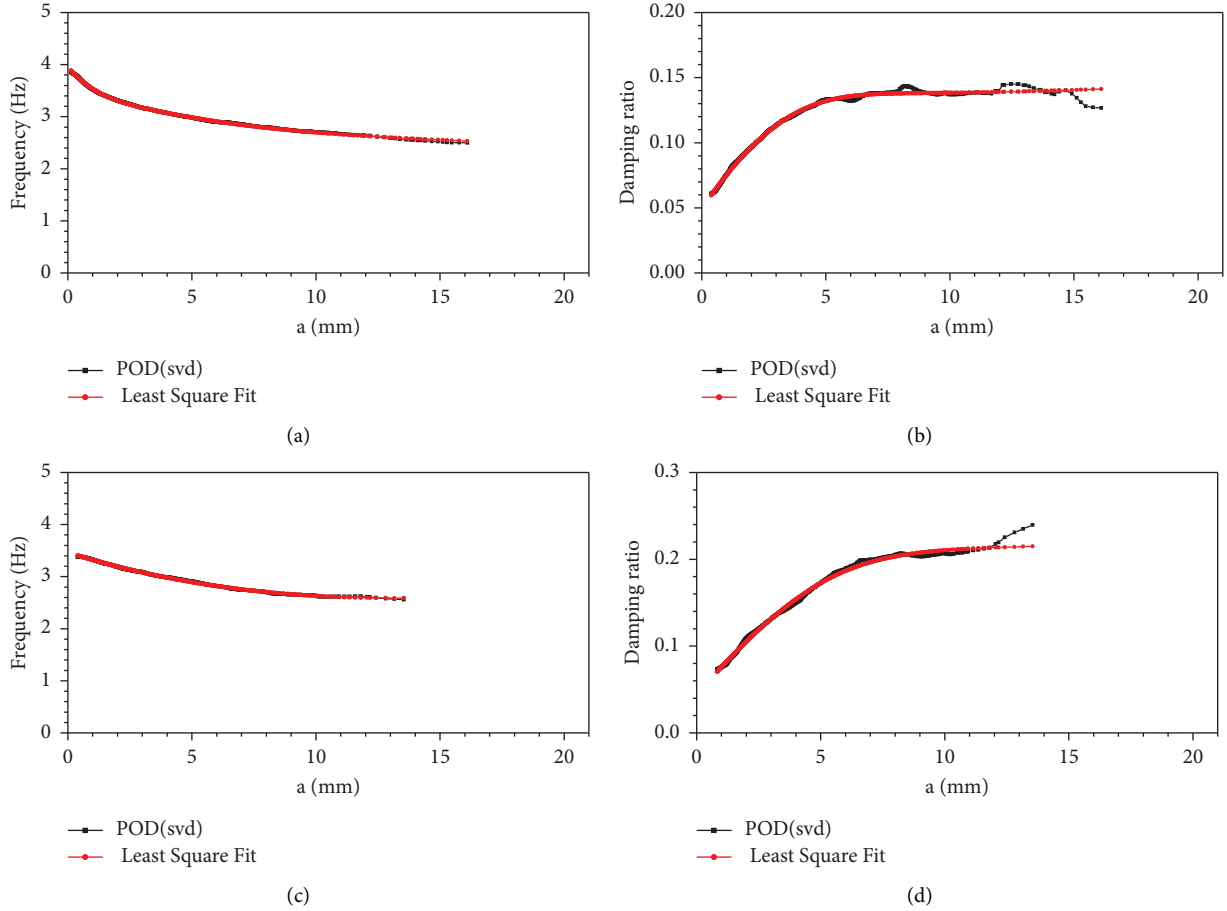 5
4
3
2
1
0
Frequency (Hz)
0 5 10 15 20
a (mm)
POD(svd)
Least Square Fit
(a)
0.20
0.15
0.10
0.05
0.00
Damping ratio
0 5 10 15 20
a (mm)
POD(svd)
Least Square Fit
(b)
5
4
3
2
1
0
Frequency (Hz)
0 5 10 15 20
a (mm)
POD(svd)
Least Square Fit
(c)
0.3
0.2
0.1
0.0
Damping ratio
0 5 10 15 20
a (mm)
POD(svd)
Least Square Fit
(d)